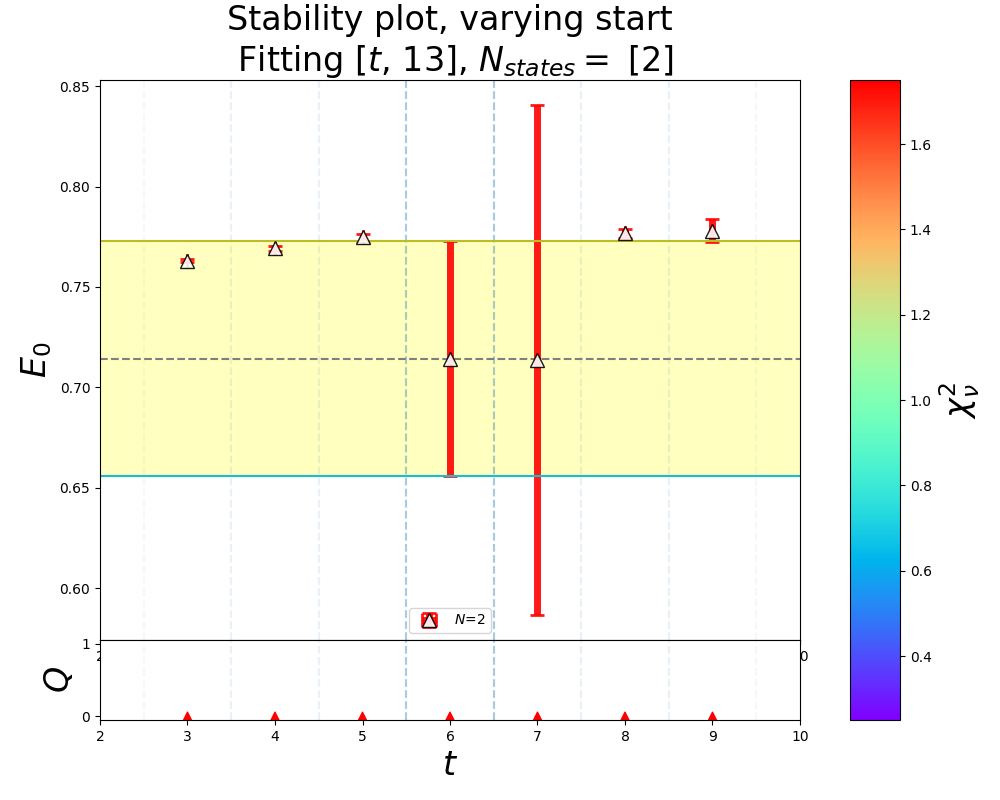 Stability plot, varying start
Fitting [t, 13], N_states = [2]
0.85
0.80
0.75
0.70
0.65
0.60
E_0
N=2
1
0
Q
2 3 4 5 6 7 8 9 10
t
1.6
1.4
1.2
1.0
0.8
0.6
0.4
χ²_ν